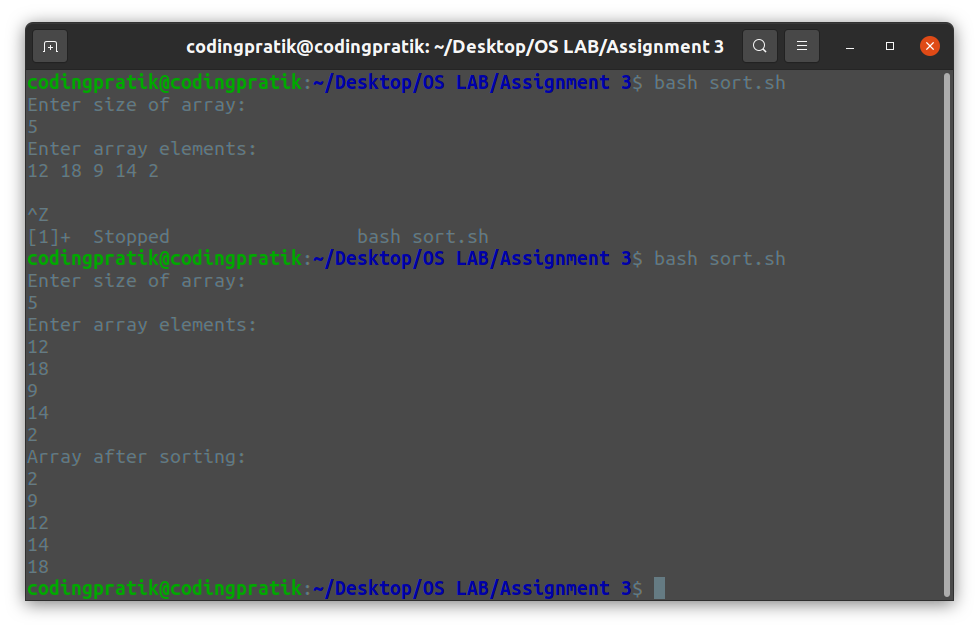 codingpratik@codingpratik: ~/Desktop/OS LAB/Assignment 3
codingpratik@codingpratik:~/Desktop/OS LAB/Assignment 3$ bash sort.sh
Enter size of array:
5
Enter array elements:
12 18 9 14 2
^Z
[1]+  Stopped                 bash sort.sh
codingpratik@codingpratik:~/Desktop/OS LAB/Assignment 3$ bash sort.sh
Enter size of array:
5
Enter array elements:
12
18
9
14
2
Array after sorting:
2
9
12
14
18
codingpratik@codingpratik:~/Desktop/OS LAB/Assignment 3$